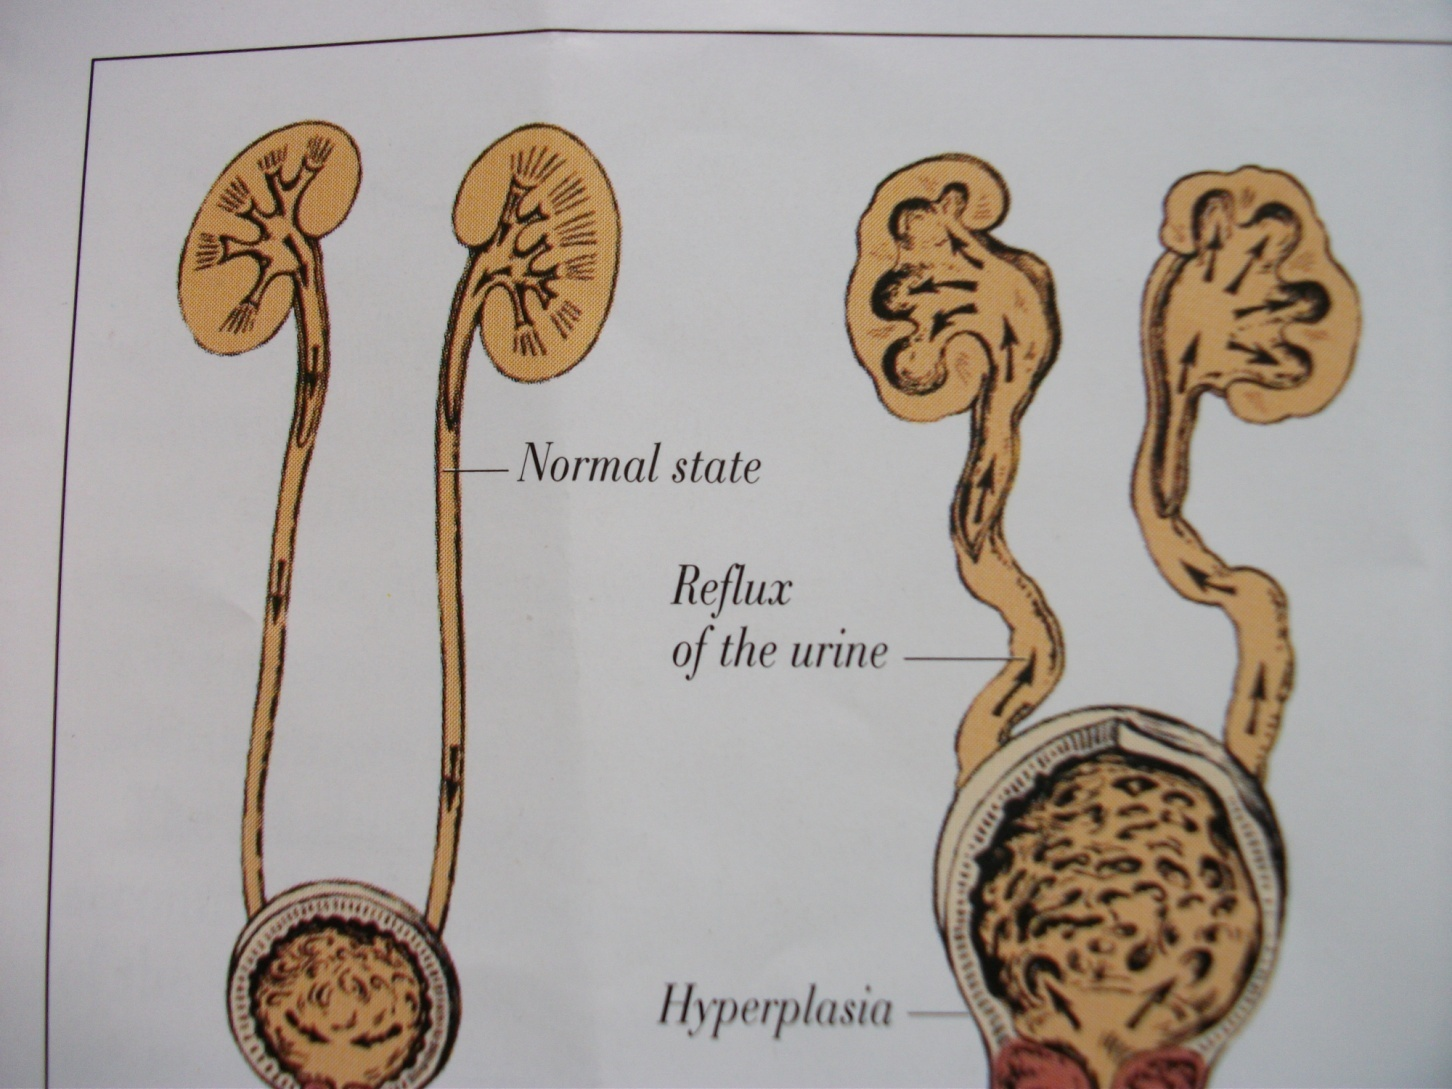 Normal state
Reflux
of the urine
Hyperplasia